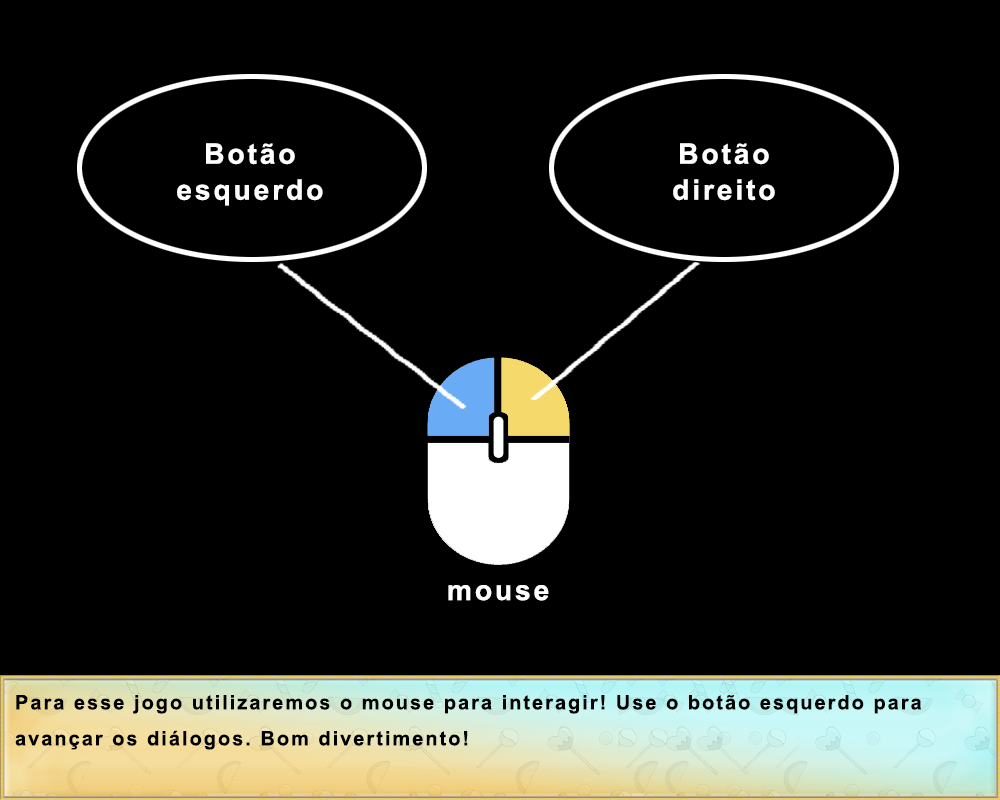 Botão
esquerdo
Botão
direito
mouse
Para esse jogo utilizaremos o mouse para interagir! Use o botão esquerdo para
avançar os diálogos. Bom divertimento!